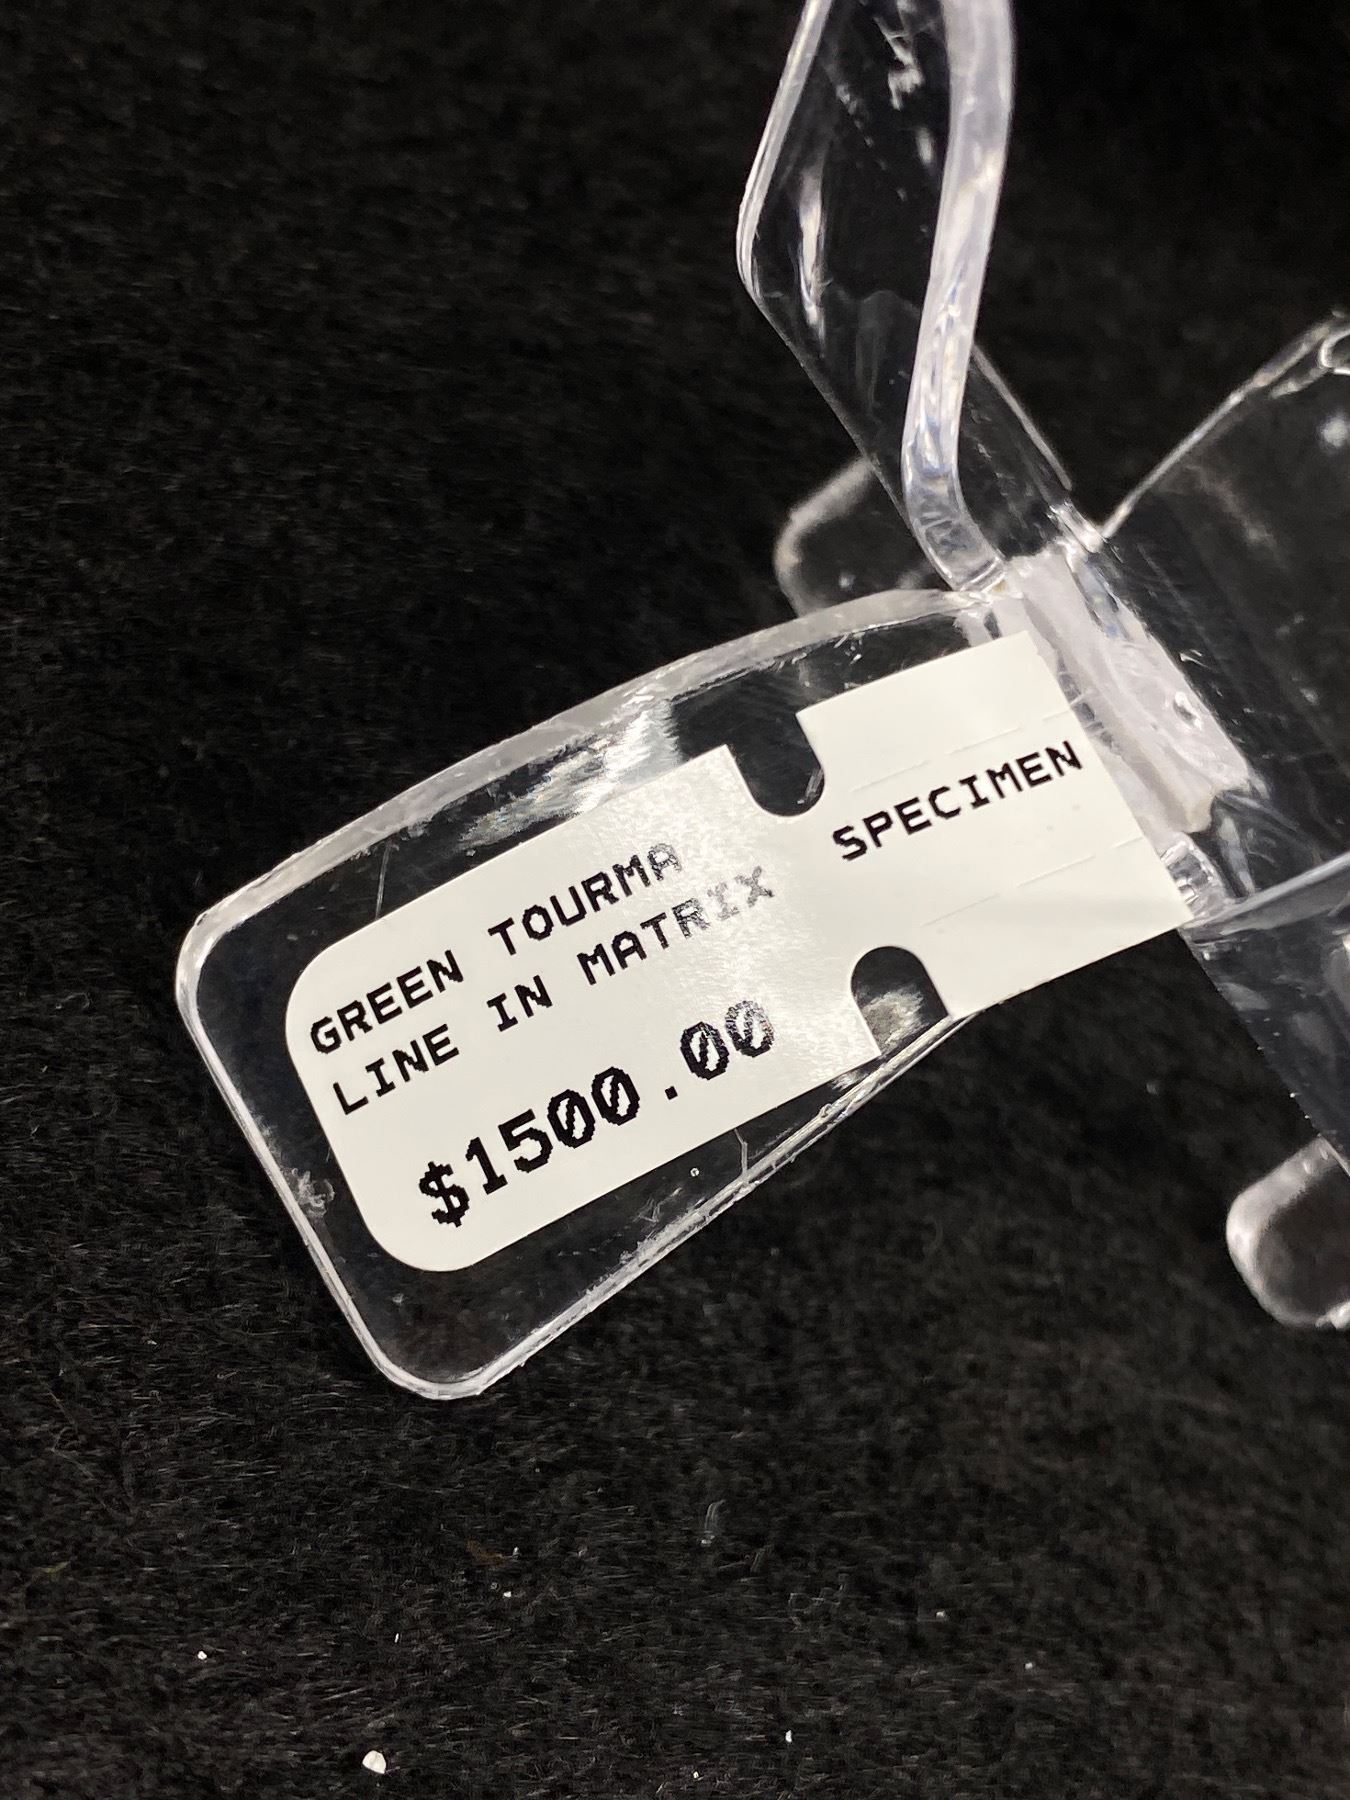 GREEN TOURMA
LINE IN MATRIX
$1500.00
SPECIMEN